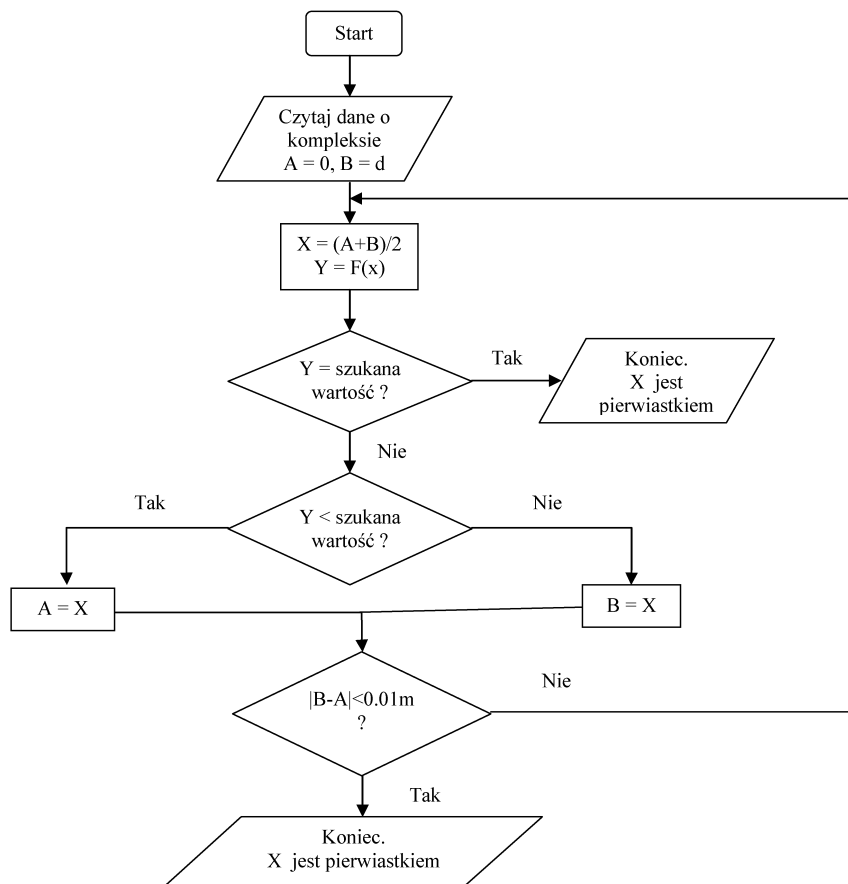 Start
Czytaj dane o
kompleksie
A = 0, B = d
X = (A+B)/2
Y = F(x)
Y = szukana
wartość ?
Tak
Koniec.
X jest
pierwiastkiem
Nie
Tak
Y < szukana
wartość ?
Nie
A = X
B = X
|B-A|<0.01m
?
Nie
Tak
Koniec.
X jest pierwiastkiem